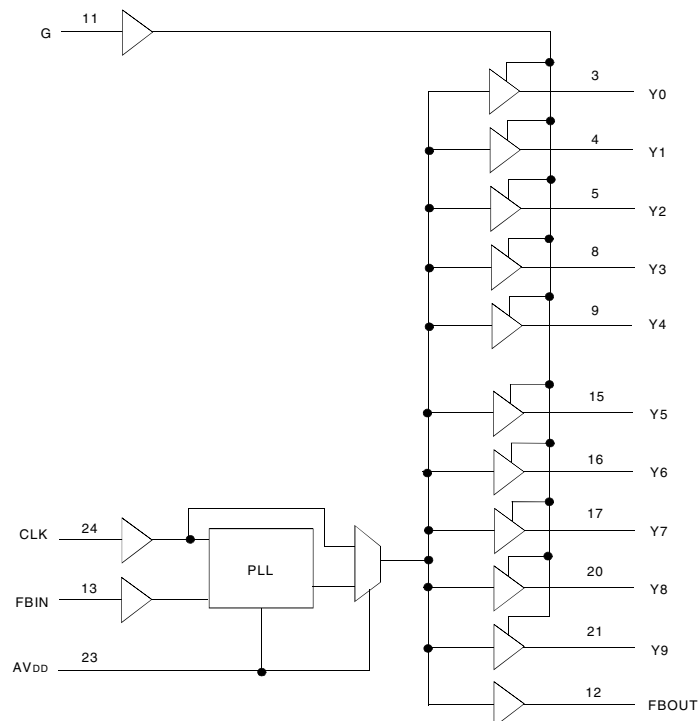 G 11
3 Y0
4 Y1
5 Y2
8 Y3
9 Y4
15 Y5
16 Y6
17 Y7
CLK 24
PLL
20 Y8
FBIN 13
21 Y9
AVDD 23
12 FBOUT